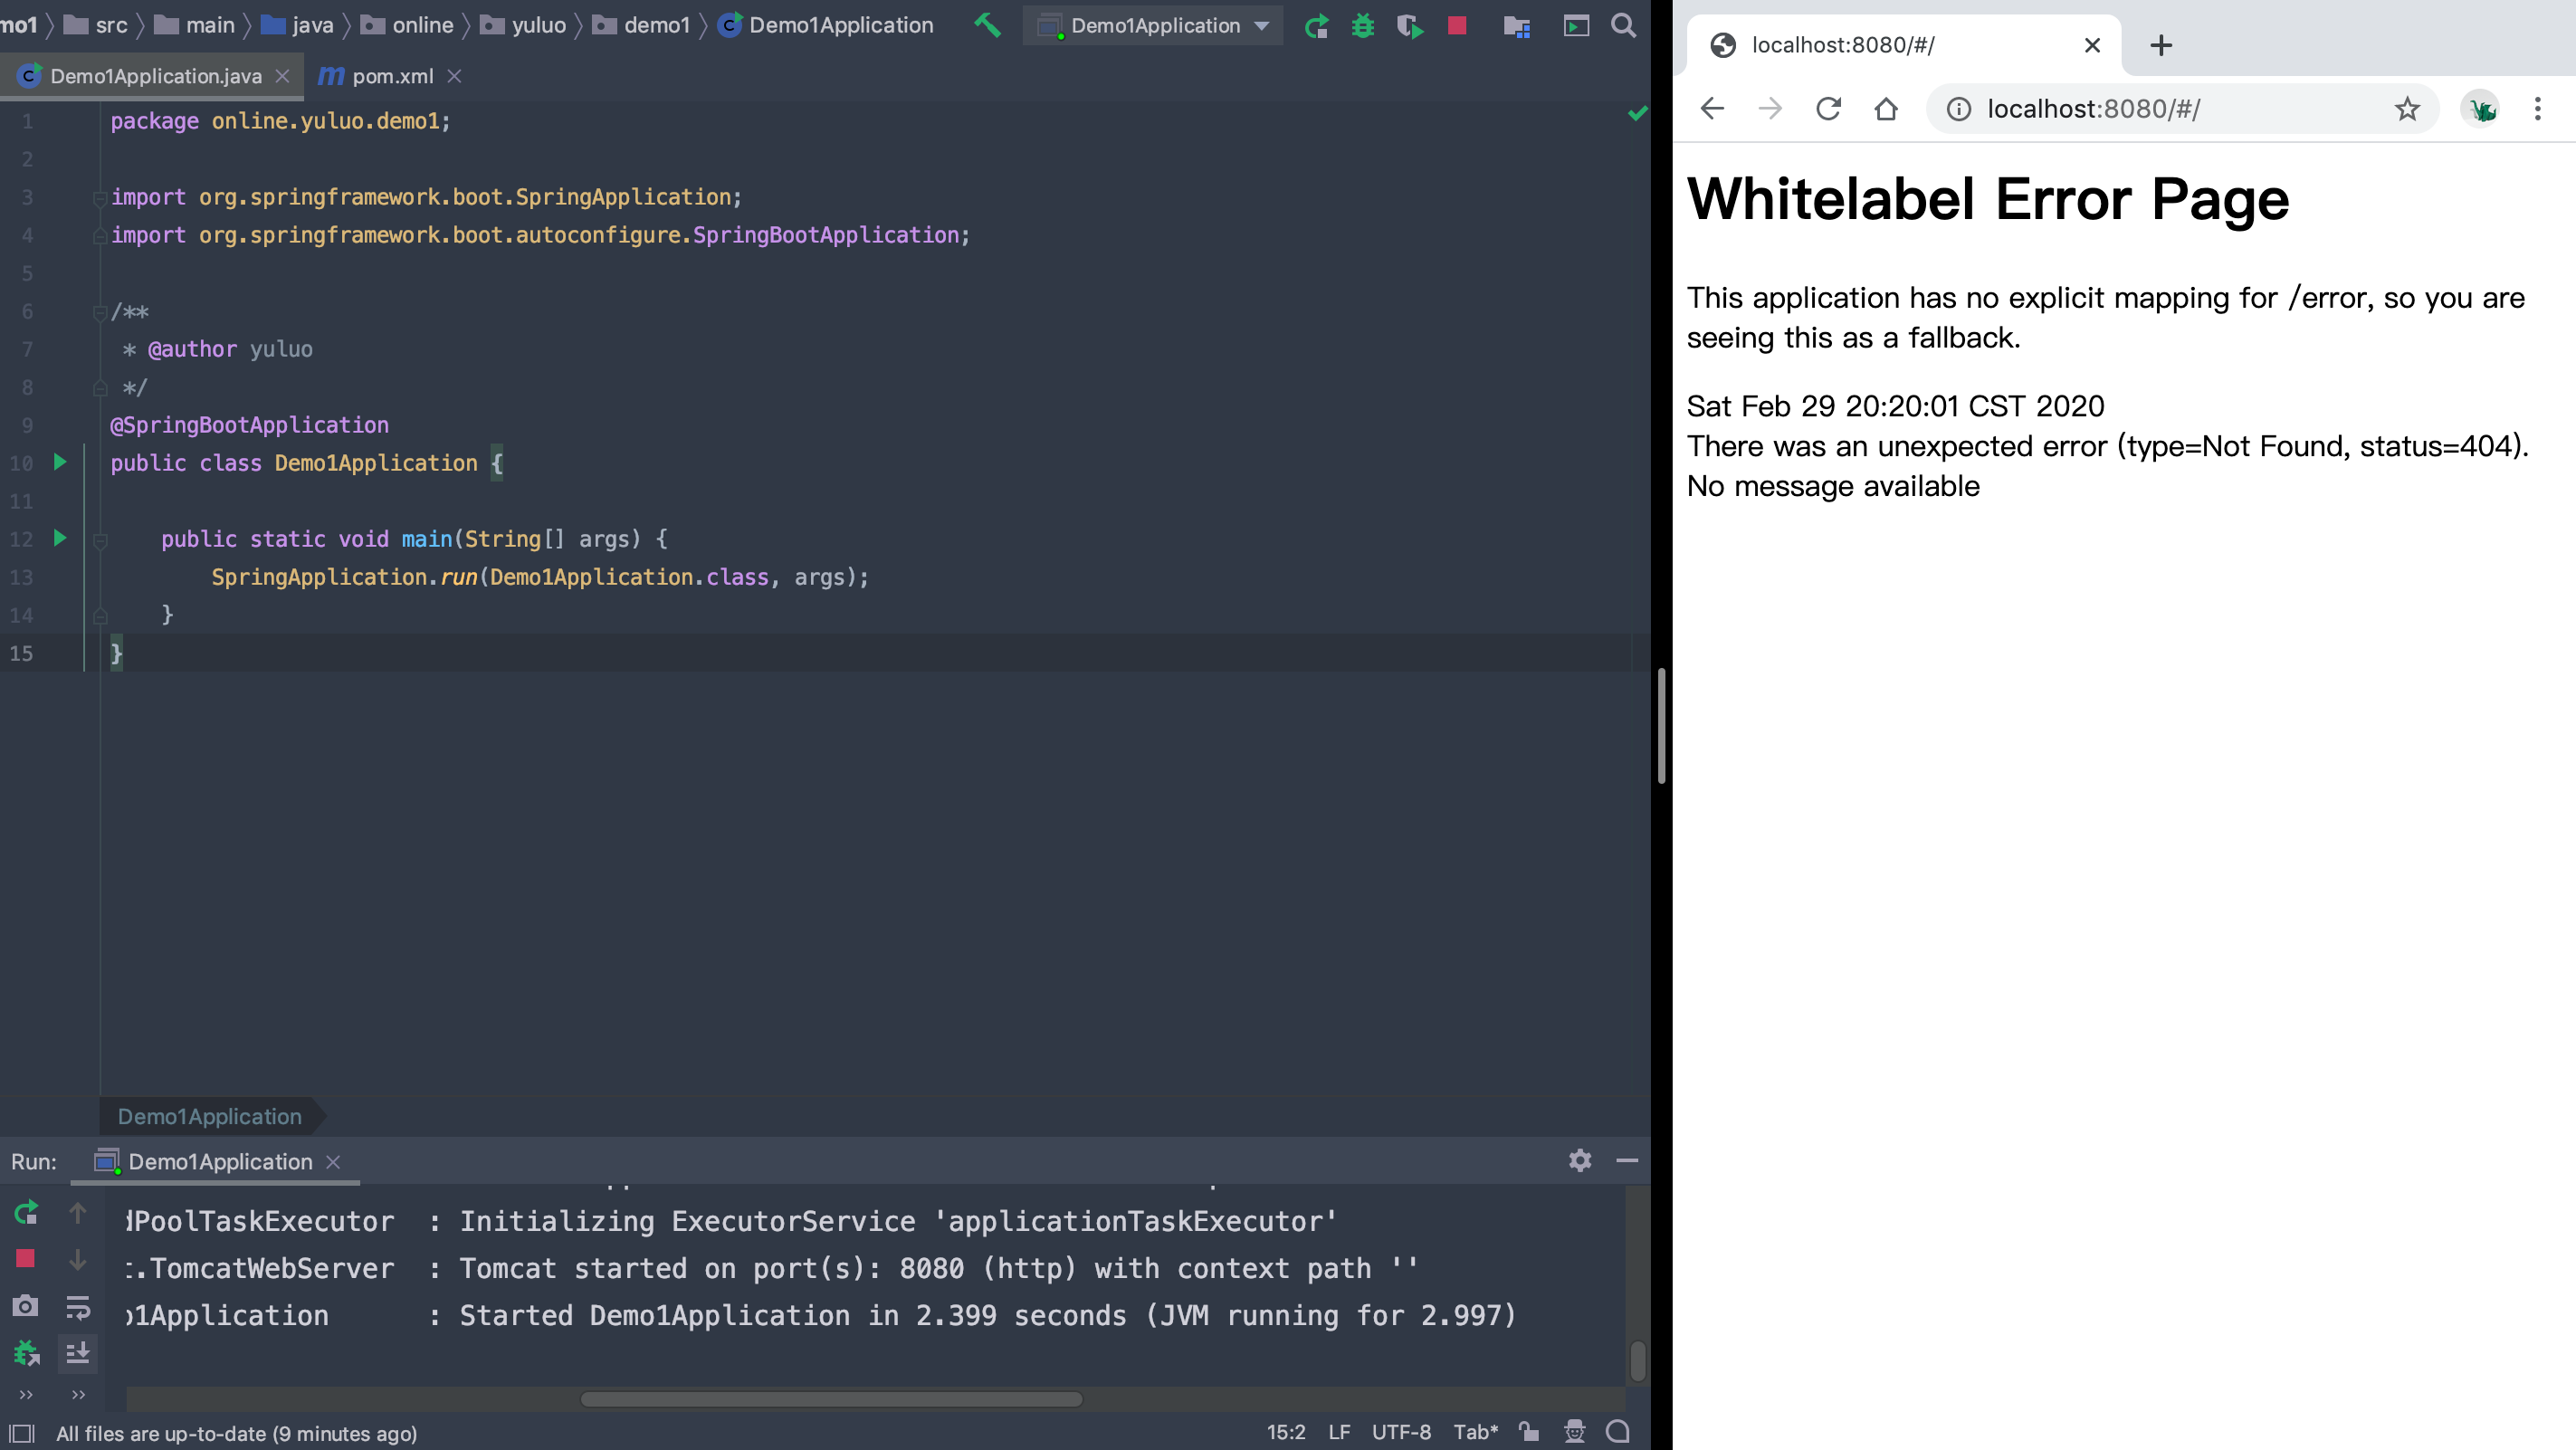 mo1 src main java online yuluo demo1 Demo1Application Demo1Application
Demo1Application.java pom.xml
1 package online.yuluo.demo1;
2
3 import org.springframework.boot.SpringApplication;
4 import org.springframework.boot.autoconfigure.SpringBootApplication;
5
6 /**
7 * @author yuluo
8 */
9 @SpringBootApplication
10 public class Demo1Application {
11
12 public static void main(String[] args) {
13 SpringApplication.run(Demo1Application.class, args);
14 }
15 }
Demo1Application
Run: Demo1Application
dPoolTaskExecutor : Initializing ExecutorService 'applicationTaskExecutor'
t.TomcatWebServer : Tomcat started on port(s): 8080 (http) with context path ''
o1Application : Started Demo1Application in 2.399 seconds (JVM running for 2.997)
All files are up-to-date (9 minutes ago) 15:2 LF UTF-8 Tab*
localhost:8080/#/
localhost:8080/#/
Whitelabel Error Page
This application has no explicit mapping for /error, so you are
seeing this as a fallback.
Sat Feb 29 20:20:01 CST 2020
There was an unexpected error (type=Not Found, status=404).
No message available